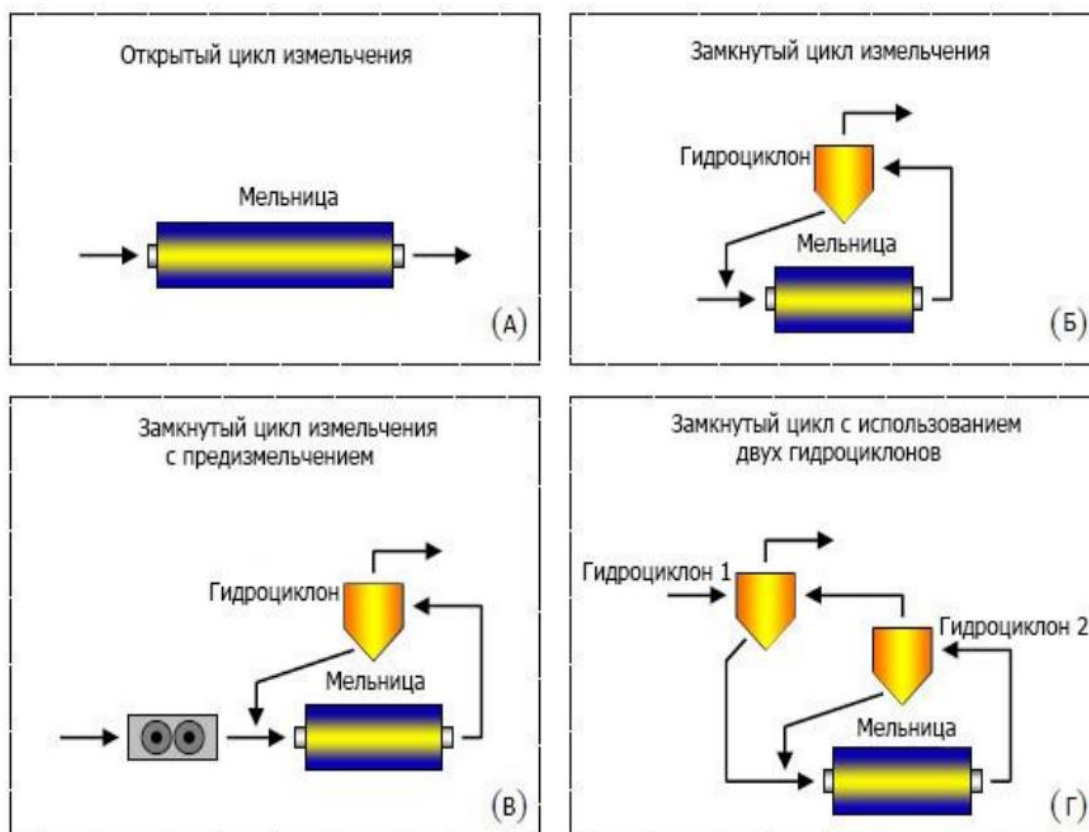 Открытый цикл измельчения
Мельница
(А)
Замкнутый цикл измельчения
Гидроциклон
Мельница
(Б)
Замкнутый цикл измельчения
с предизмельчением
Гидроциклон
Мельница
(В)
Замкнутый цикл с использованием
двух гидроциклонов
Гидроциклон 1
Гидроциклон 2
Мельница
(Г)